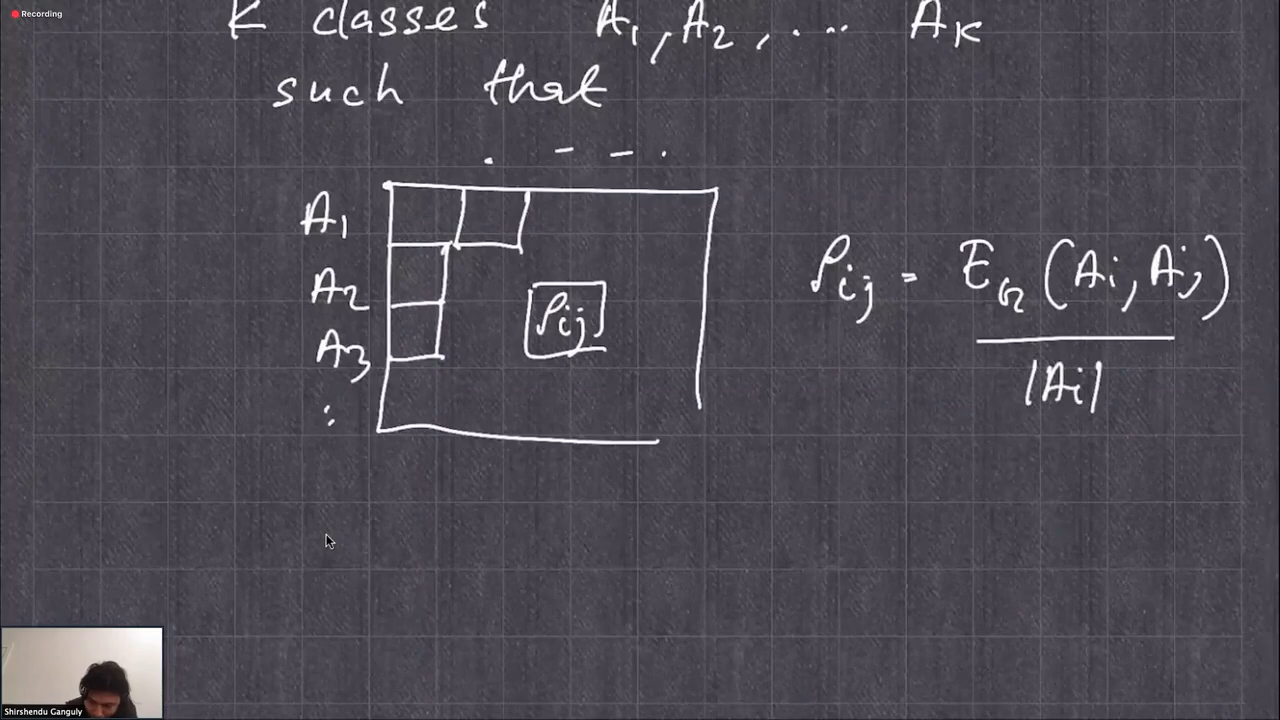 Recording
K classes A1, A2, ... AK
such that
. - - .
A1
A2
A3
:
ρij
ρij = EG (Ai, Aj)
|Ai|
Shirshendu Ganguly